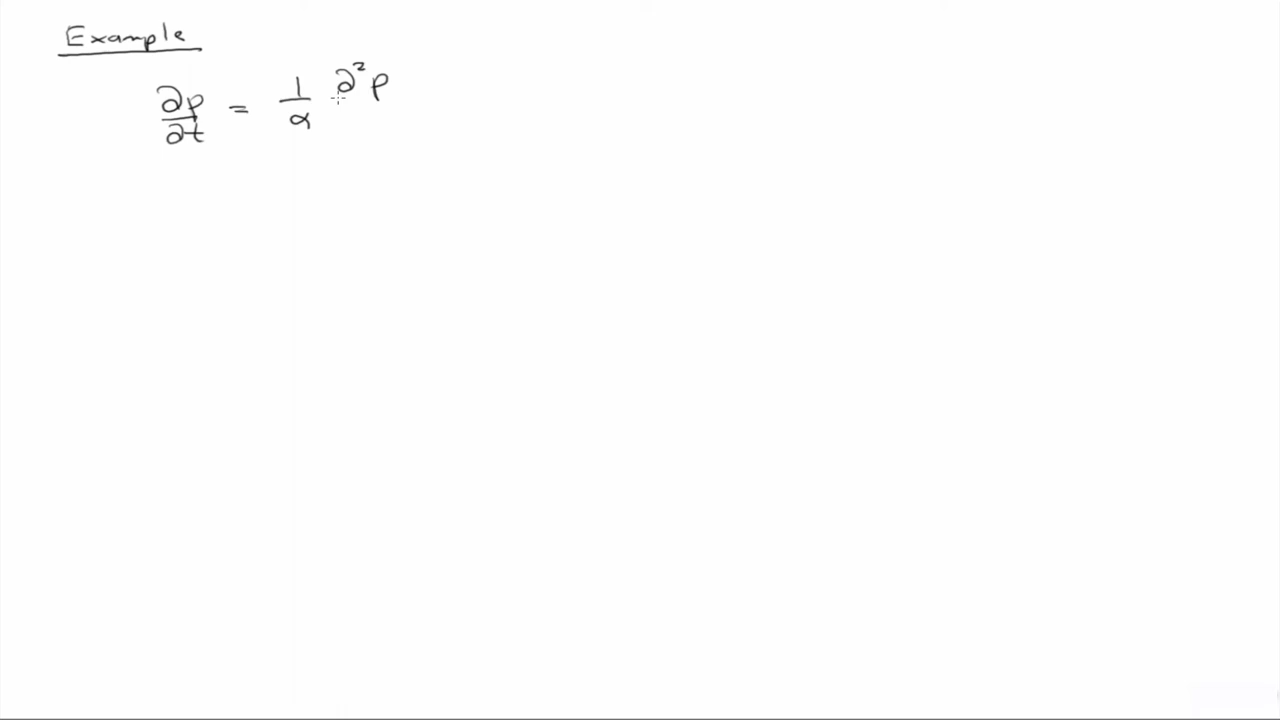 Example
∂p/∂t = 1/α ∂²p